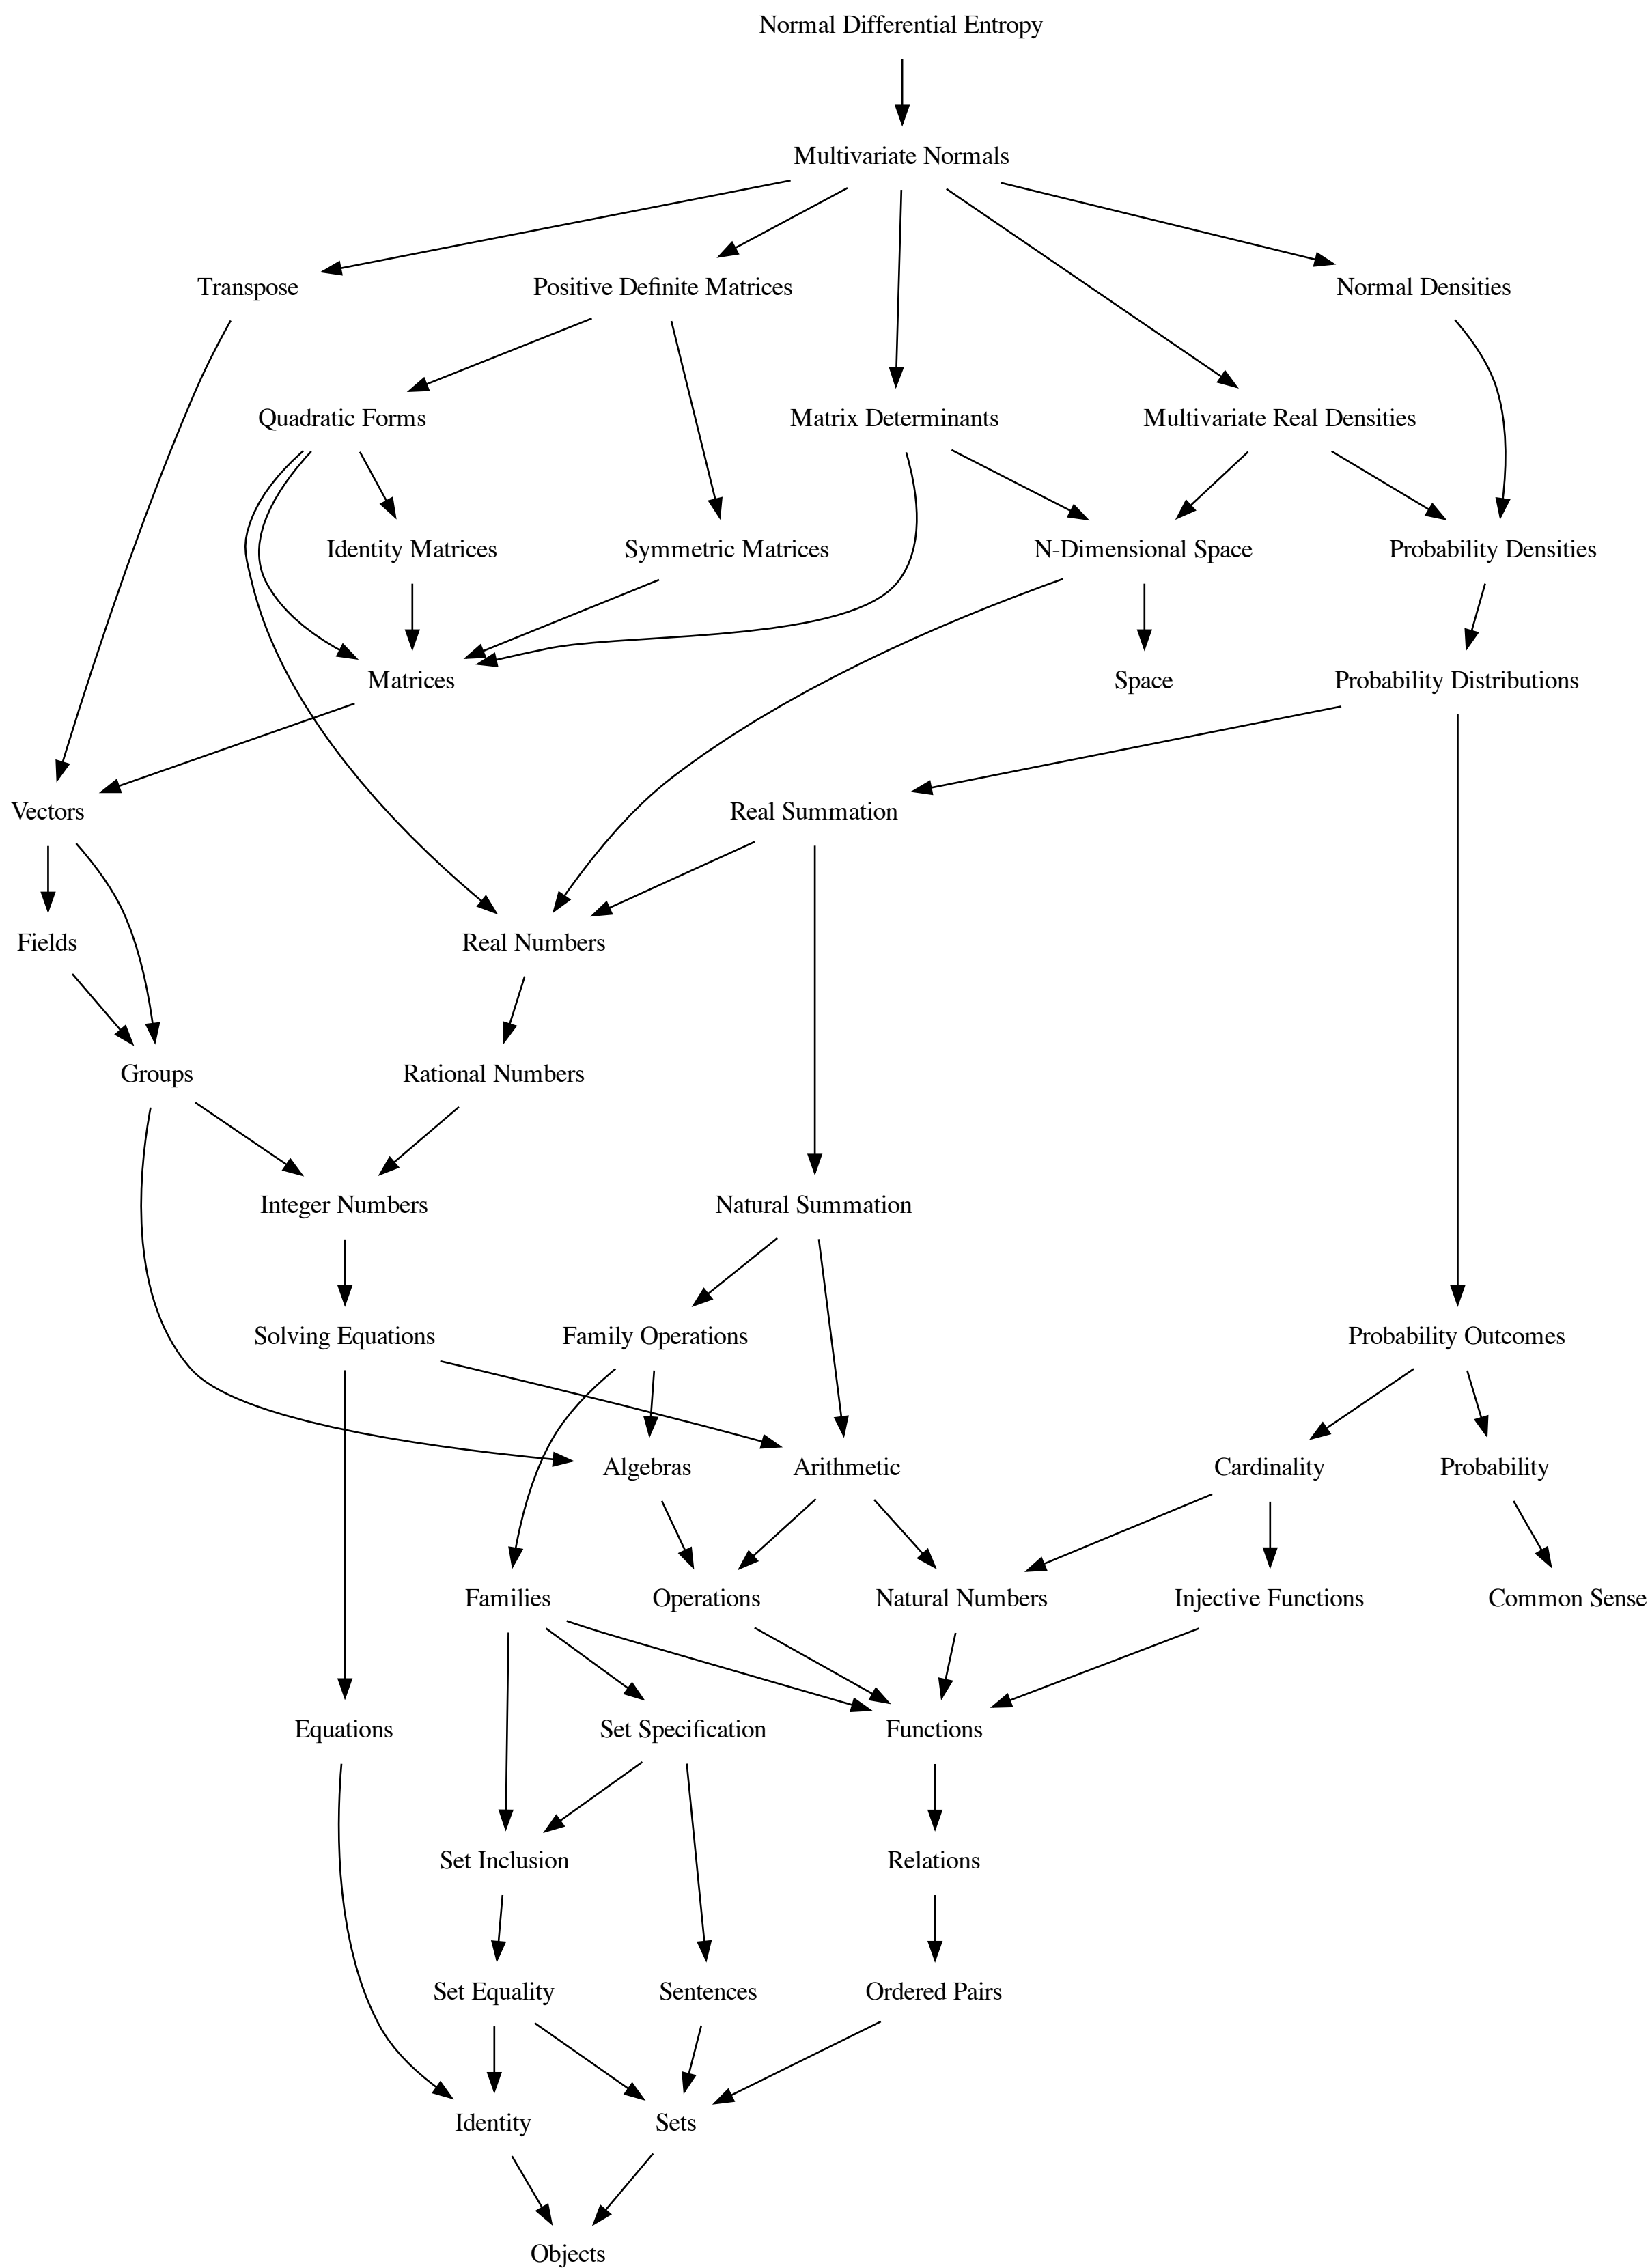 Normal Differential Entropy
Multivariate Normals
Transpose
Positive Definite Matrices
Normal Densities
Quadratic Forms
Matrix Determinants
Multivariate Real Densities
Identity Matrices
Symmetric Matrices
N-Dimensional Space
Probability Densities
Matrices
Space
Probability Distributions
Vectors
Real Summation
Fields
Real Numbers
Groups
Rational Numbers
Integer Numbers
Natural Summation
Solving Equations
Family Operations
Probability Outcomes
Algebras
Arithmetic
Cardinality
Probability
Families
Operations
Natural Numbers
Injective Functions
Common Sense
Equations
Set Specification
Functions
Set Inclusion
Relations
Set Equality
Sentences
Ordered Pairs
Identity
Sets
Objects